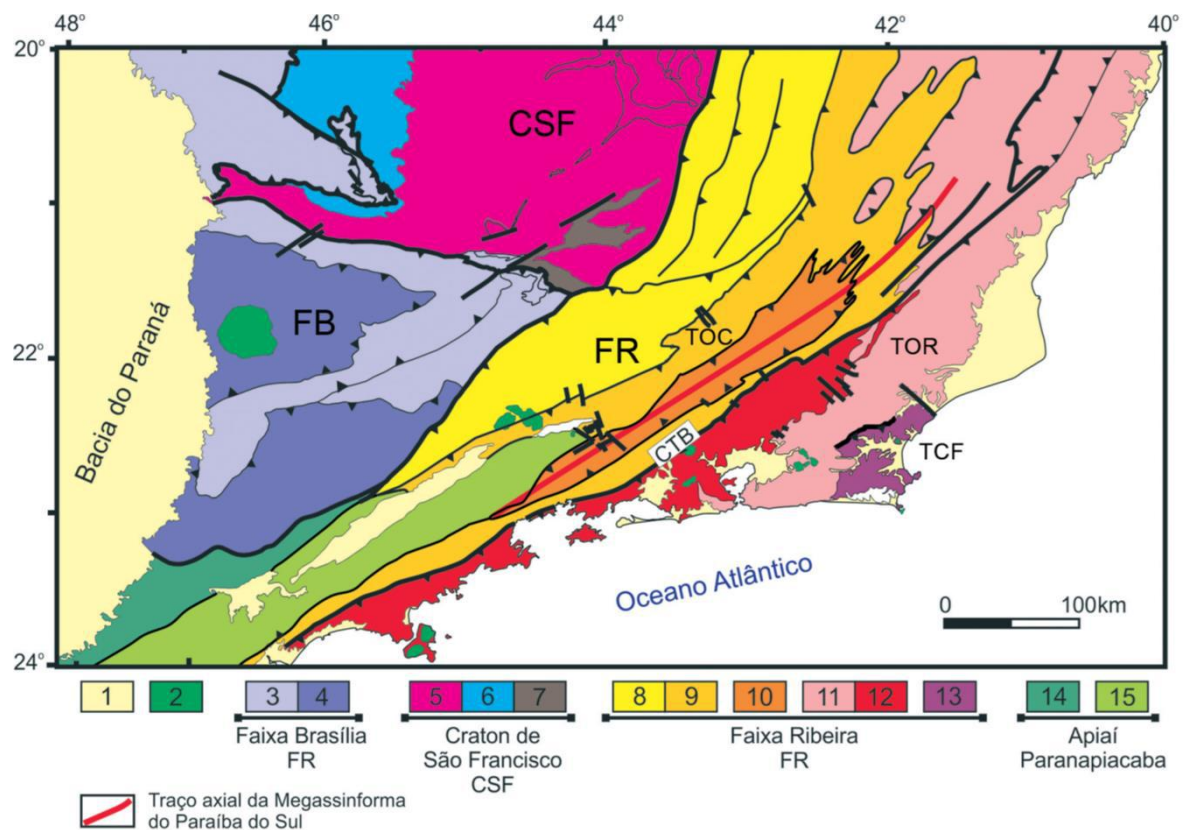 48° 46° 44° 42° 40°
20°
CSF
Bacia do Paraná
FB
FR
TOC
TOR
22°
CTB
TCF
Oceano Atlântico
0 100km
24°
1 2 3 4 5 6 7 8 9 10 11 12 13 14 15
Faixa Brasília
FR
Craton de
São Francisco
CSF
Faixa Ribeira
FR
Apiaí
Paranapiacaba
Traço axial da Megassinforma
do Paraíba do Sul